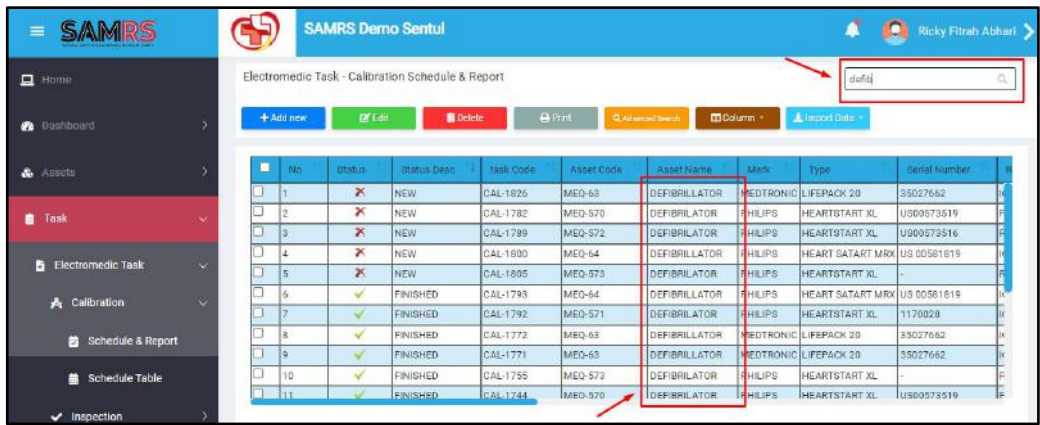 SAMRS
SAMRS Demo Sentul
Ricky Fitrah Abhari
Home
Dashboard
Assets
Task
Electromedic Task
Calibration
Schedule & Report
Schedule Table
Inspection
Electromedic Task - Calibration Schedule & Report
defib
Add new
Edit
Delete
Print
Advanced Search
Column
Import Data
No Status Status Desc task Code Asset Code Asset Name Merk Type Serial Number
1 NEW CAL-1826 MEQ-63 DEFIBRILLATOR MEDTRONIC LIFEPACK 20 35027662
2 NEW CAL-1782 MEQ-570 DEFIBRILATOR PHILIPS HEARTSTART XL US00573519
3 NEW CAL-1789 MEQ-572 DEFIBRILATOR PHILIPS HEARTSTART XL US00573516
4 NEW CAL-1800 MEQ-64 DEFIBRILLATOR PHILIPS HEART SATART MRX US 00581819
5 NEW CAL-1805 MEQ-573 DEFIBRILATOR PHILIPS HEARTSTART XL -
6 FINISHED CAL-1793 MEQ-64 DEFIBRILLATOR PHILIPS HEART SATART MRX US 00581819
7 FINISHED CAL-1792 MEQ-571 DEFIBRILATOR PHILIPS HEARTSTART XL 1170028
8 FINISHED CAL-1772 MEQ-63 DEFIBRILLATOR MEDTRONIC LIFEPACK 20 35027662
9 FINISHED CAL-1771 MEQ-63 DEFIBRILLATOR MEDTRONIC LIFEPACK 20 35027662
10 FINISHED CAL-1755 MEQ-573 DEFIBRILATOR PHILIPS HEARTSTART XL -
11 FINISHED CAL-1744 MEQ-570 DEFIBRILATOR PHILIPS HEARTSTART XL US00573519